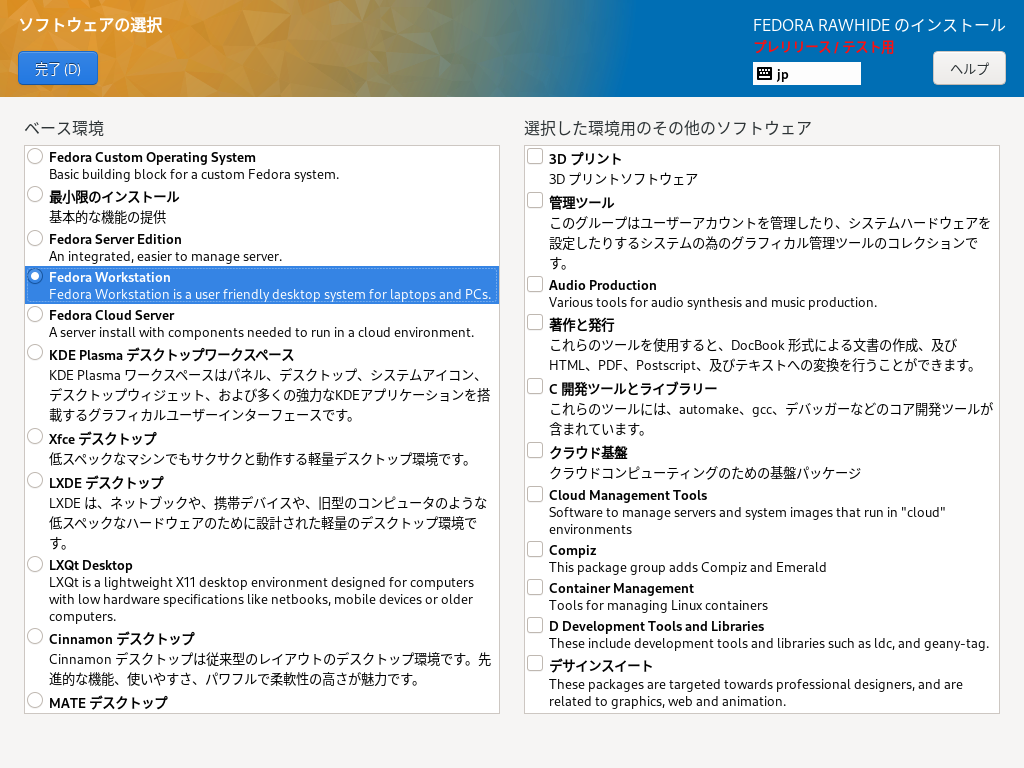 ソフトウェアの選択
FEDORA RAWHIDE のインストール
プレリリース / テスト用
完了 (D)
jp
ヘルプ
ベース環境
Fedora Custom Operating System
Basic building block for a custom Fedora system.
最小限のインストール
基本的な機能の提供
Fedora Server Edition
An integrated, easier to manage server.
Fedora Workstation
Fedora Workstation is a user friendly desktop system for laptops and PCs.
Fedora Cloud Server
A server install with components needed to run in a cloud environment.
KDE Plasma デスクトップワークスペース
KDE Plasma ワークスペースはパネル、デスクトップ、システムアイコン、
デスクトップウィジェット、および多くの強力なKDEアプリケーションを搭
載するグラフィカルユーザーインターフェースです。
Xfce デスクトップ
低スペックなマシンでもサクサクと動作する軽量デスクトップ環境です。
LXDE デスクトップ
LXDE は、ネットブックや、携帯デバイスや、旧型のコンピュータのような
低スペックなハードウェアのために設計された軽量のデスクトップ環境で
す。
LXQt Desktop
LXQt is a lightweight X11 desktop environment designed for computers
with low hardware specifications like netbooks, mobile devices or older
computers.
Cinnamon デスクトップ
Cinnamon デスクトップは従来型のレイアウトのデスクトップ環境です。先
進的な機能、使いやすさ、パワフルで柔軟性の高さが魅力です。
MATE デスクトップ
選択した環境用のその他のソフトウェア
3D プリント
3D プリントソフトウェア
管理ツール
このグループはユーザーアカウントを管理したり、システムハードウェアを
設定したりするシステムの為のグラフィカル管理ツールのコレクションで
す。
Audio Production
Various tools for audio synthesis and music production.
著作と発行
これらのツールを使用すると、DocBook 形式による文書の作成、及び
HTML、PDF、Postscript、及びテキストへの変換を行うことができます。
C 開発ツールとライブラリー
これらのツールには、automake、gcc、デバッガーなどのコア開発ツールが
含まれています。
クラウド基盤
クラウドコンピューティングのための基盤パッケージ
Cloud Management Tools
Software to manage servers and system images that run in "cloud"
environments
Compiz
This package group adds Compiz and Emerald
Container Management
Tools for managing Linux containers
D Development Tools and Libraries
These include development tools and libraries such as ldc, and geany-tag.
デサインスイート
These packages are targeted towards professional designers, and are
related to graphics, web and animation.